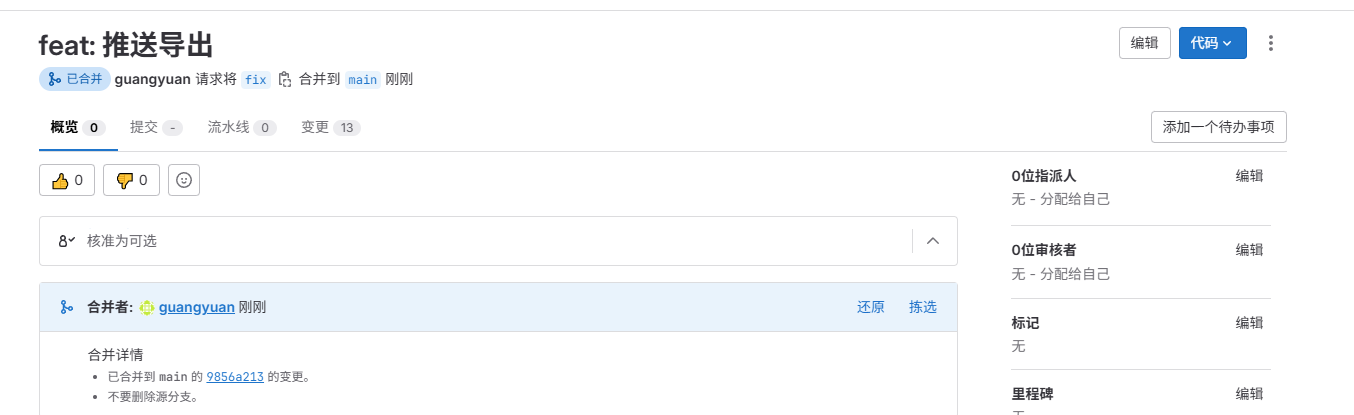 feat: 推送导出
编辑
代码
已合并 guangyuan 请求将 fix 合并到 main 刚刚
概览 0 提交 - 流水线 0 变更 13
添加一个待办事项
0 0
核准为可选
合并者: guangyuan 刚刚 还原 拣选
合并详情
已合并到 main 的 9856a213 的变更。
不要删除源分支。
0位指派人 编辑
无 - 分配给自己
0位审核者 编辑
无 - 分配给自己
标记 编辑
无
里程碑 编辑